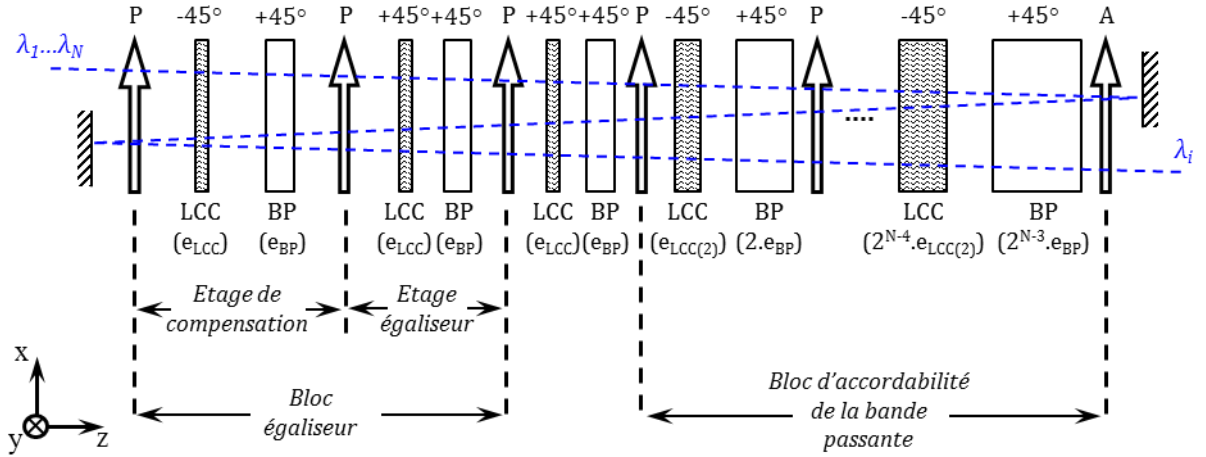 P -45° +45° P +45° +45° P +45° +45° P -45° +45° P -45° +45° A
λ1...λN
....
λi
LCC BP LCC BP LCC BP LCC BP LCC BP
(eLCC) (eBP) (eLCC) (eBP) (eLCC) (eBP) (eLCC(2)) (2.eBP) (2^N-4.eLCC(2)) (2^N-3.eBP)
Etage de
compensation
Etage
égaliseur
Bloc
égaliseur
Bloc d'accordabilité
de la bande
passante
x
y
z